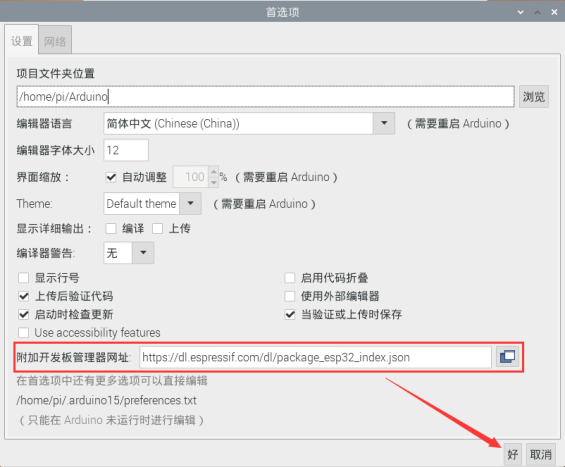 首选项
设置 网络
项目文件夹位置
/home/pi/Arduino 浏览
编辑器语言 简体中文 (Chinese (China)) （需要重启 Arduino）
编辑器字体大小 12
界面缩放： 自动调整 100 % （需要重启 Arduino）
Theme: Default theme （需要重启 Arduino）
显示详细输出： 编译 上传
编译器警告: 无
显示行号 启用代码折叠
上传后验证代码 使用外部编辑器
启动时检查更新 当验证或上传时保存
Use accessibility features
附加开发板管理器网址: https://dl.espressif.com/dl/package_esp32_index.json
在首选项中还有更多选项可以直接编辑
/home/pi/.arduino15/preferences.txt
（只能在 Arduino 未运行时进行编辑）
好 取消